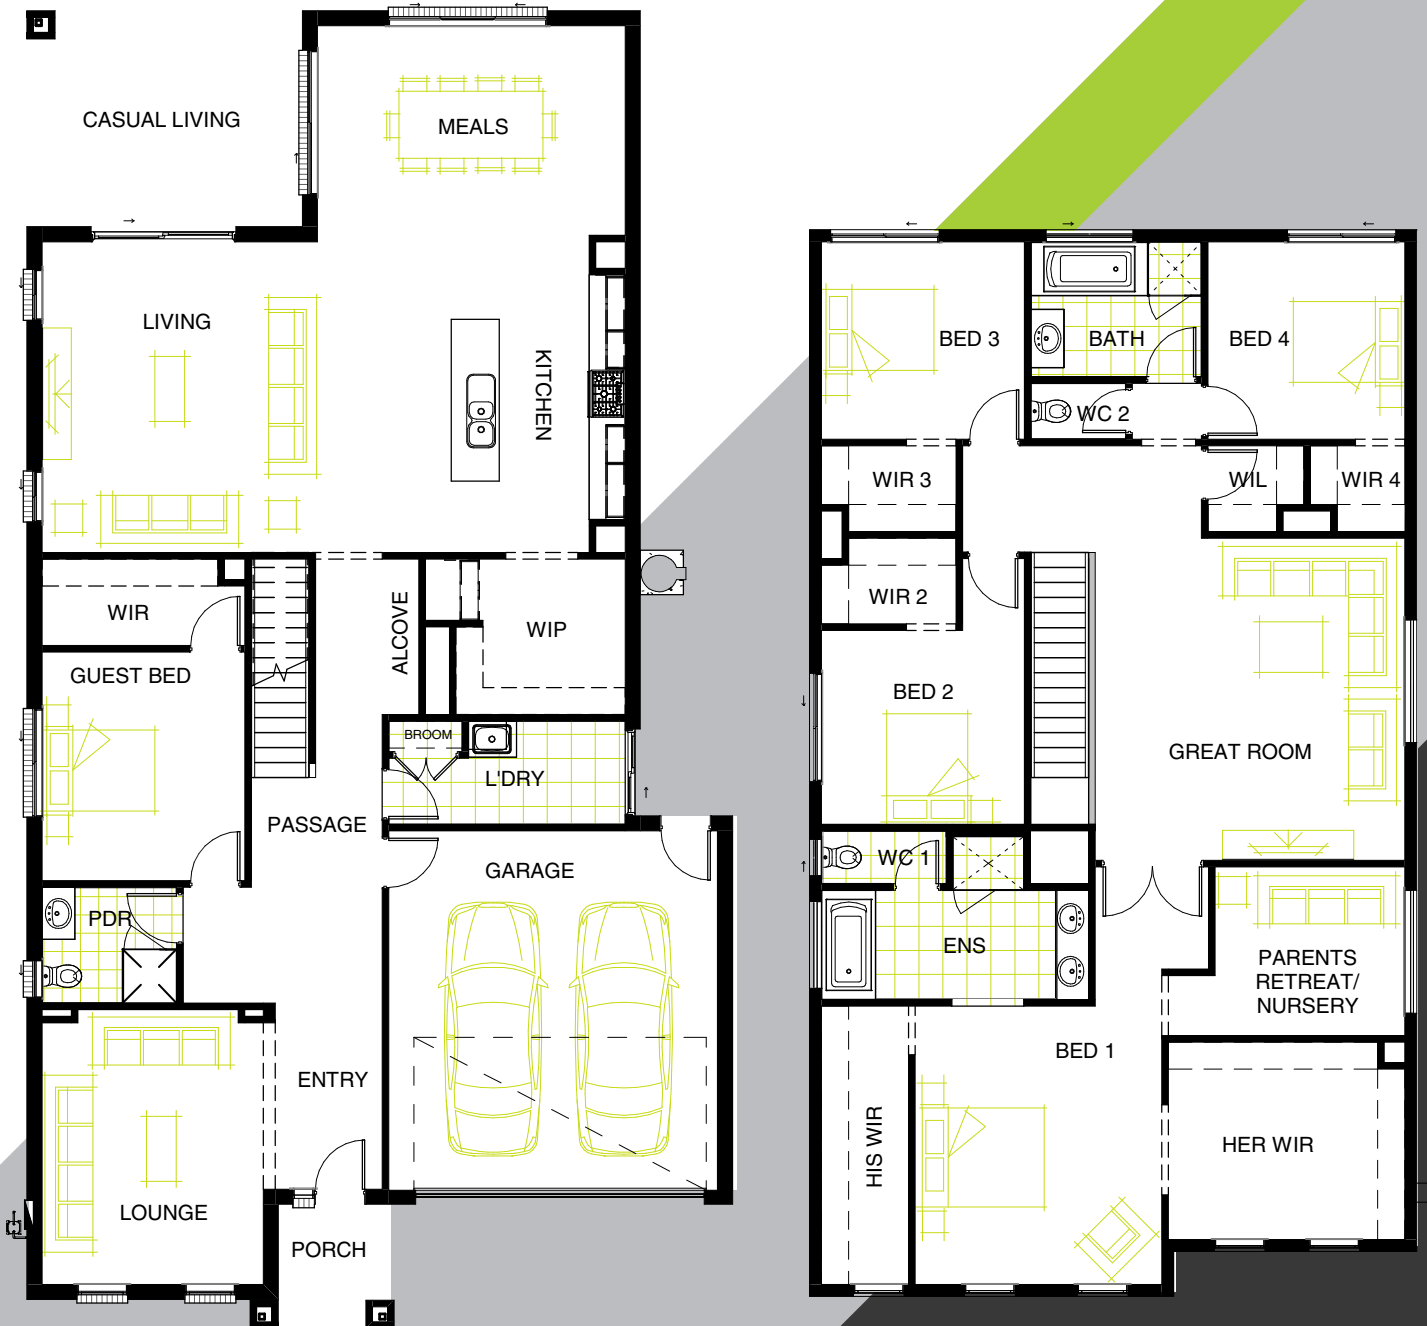 CASUAL LIVING
MEALS
LIVING
KITCHEN
WIR
ALCOVE
WIP
GUEST BED
BROOM
L'DRY
PASSAGE
GARAGE
PDR
ENTRY
LOUNGE
PORCH
BED 3
BATH
BED 4
WC 2
WIR 3
WIL
WIR 4
WIR 2
BED 2
GREAT ROOM
WC 1
ENS
PARENTS
RETREAT/
NURSERY
BED 1
HIS WIR
HER WIR